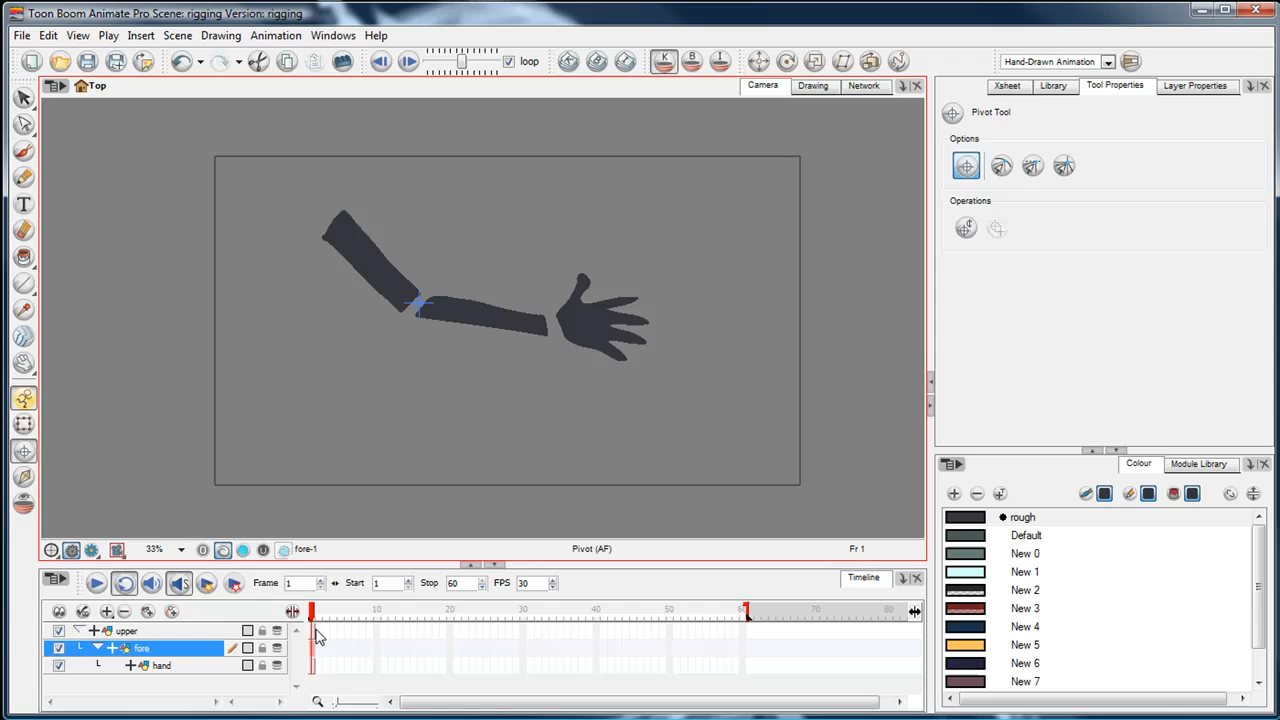 Toon Boom Animate Pro Scene: rigging Version: rigging
File Edit View Play Insert Scene Drawing Animation Windows Help
loop K B I Hand-Drawn Animation
Top Camera Drawing Network
Xsheet Library Tool Properties Layer Properties
Pivot Tool
Options
Operations
T
33% fore-1 Pivot (AF) Fr 1
Colour Module Library
rough
Default
New 0
New 1
New 2
New 3
New 4
New 5
New 6
New 7
Timeline
Frame 1 Start 1 Stop 60 FPS 30
10 20 30 40 50 60 70 80
upper
fore
hand